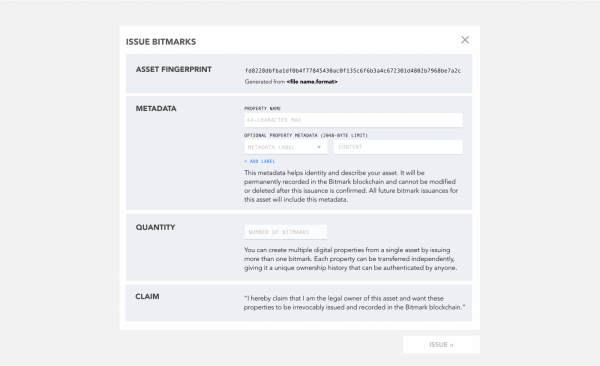 ISSUE BITMARKS
ASSET FINGERPRINT
fd8228dbfba1df0b4f77845430ac0f135c6f6b3a4c672301d4802b7968be7a2c
Generated from <file name.format>
METADATA
PROPERTY NAME
64-CHARACTER MAX
OPTIONAL PROPERTY METADATA (2048-BYTE LIMIT)
METADATA LABEL
CONTENT
+ ADD LABEL
This metadata helps identity and describe your asset. It will be
permanently recorded in the Bitmark blockchain and cannot be modified
or deleted after this issuance is confirmed. All future bitmark issuances for
this asset will include this metadata.
QUANTITY
NUMBER OF BITMARKS
You can create multiple digital properties from a single asset by issuing
more than one bitmark. Each property can be transferred independently,
giving it a unique ownership history that can be authenticated by anyone.
CLAIM
"I hereby claim that I am the legal owner of this asset and want these
properties to be irrevocably issued and recorded in the Bitmark blockchain."
ISSUE »